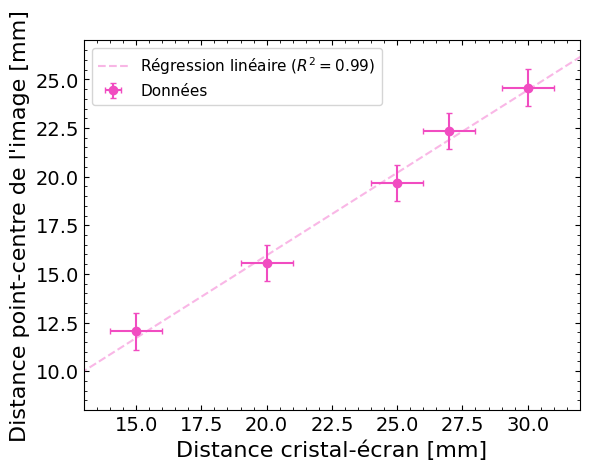 Distance point-centre de l'image [mm]
25.0
22.5
20.0
17.5
15.0
12.5
10.0
Régression linéaire (R² = 0.99)
Données
15.0 17.5 20.0 22.5 25.0 27.5 30.0
Distance cristal-écran [mm]